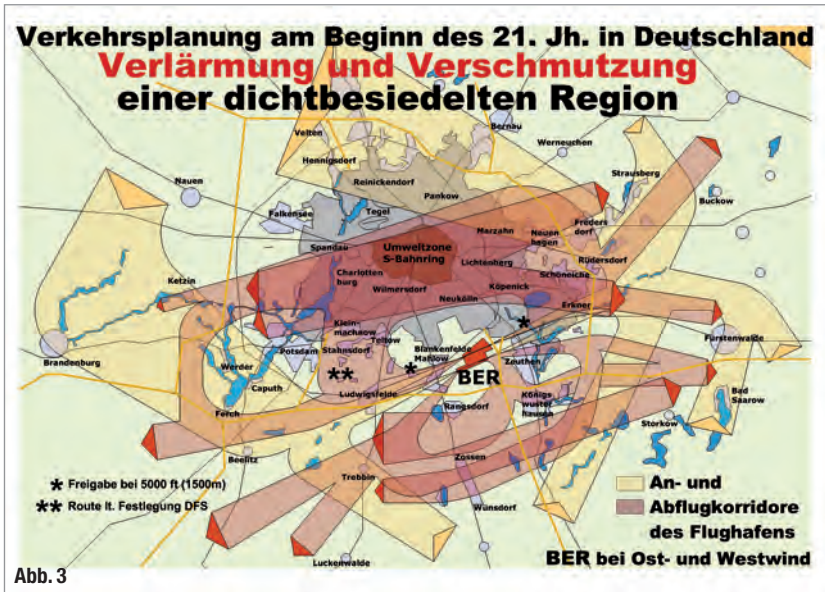 Verkehrsplanung am Beginn des 21. Jh. in Deutschland
Verlärmung und Verschmutzung
einer dichtbesiedelten Region
Velten
Bernau
Hennigsdorf
Werneuchen
Strausberg
Nauen
Reinickendorf
Pankow
Buckow
Falkensee
Tegel
Marzahn
Neuen
hagen
Freders
dorf
Spandau
Umweltzone
S-Bahnring
Lichtenberg
Rüdersdorf
Schöneiche
Ketzin
Charlotten
burg
Wilmersdorf
Köpenick
Neukölln
Erkner
Klein-
machnow
Teltow
Brandenburg
Potsdam
Stahnsdorf
Blankenfelde
Mahlow
*
Zeuthen
Fürstenwalde
Werder
Caputh
**
*
BER
Ludwigsfelde
Rangsdorf
Königs
wuster
hausen
Bad
Saarow
Ferch
Storkow
Beelitz
Zossen
Trebbin
Wünsdorf
Luckenwalde
* Freigabe bei 5000 ft (1500m)
** Route lt. Festlegung DFS
An- und
Abflugkorridore
des Flughafens
BER bei Ost- und Westwind
Abb. 3